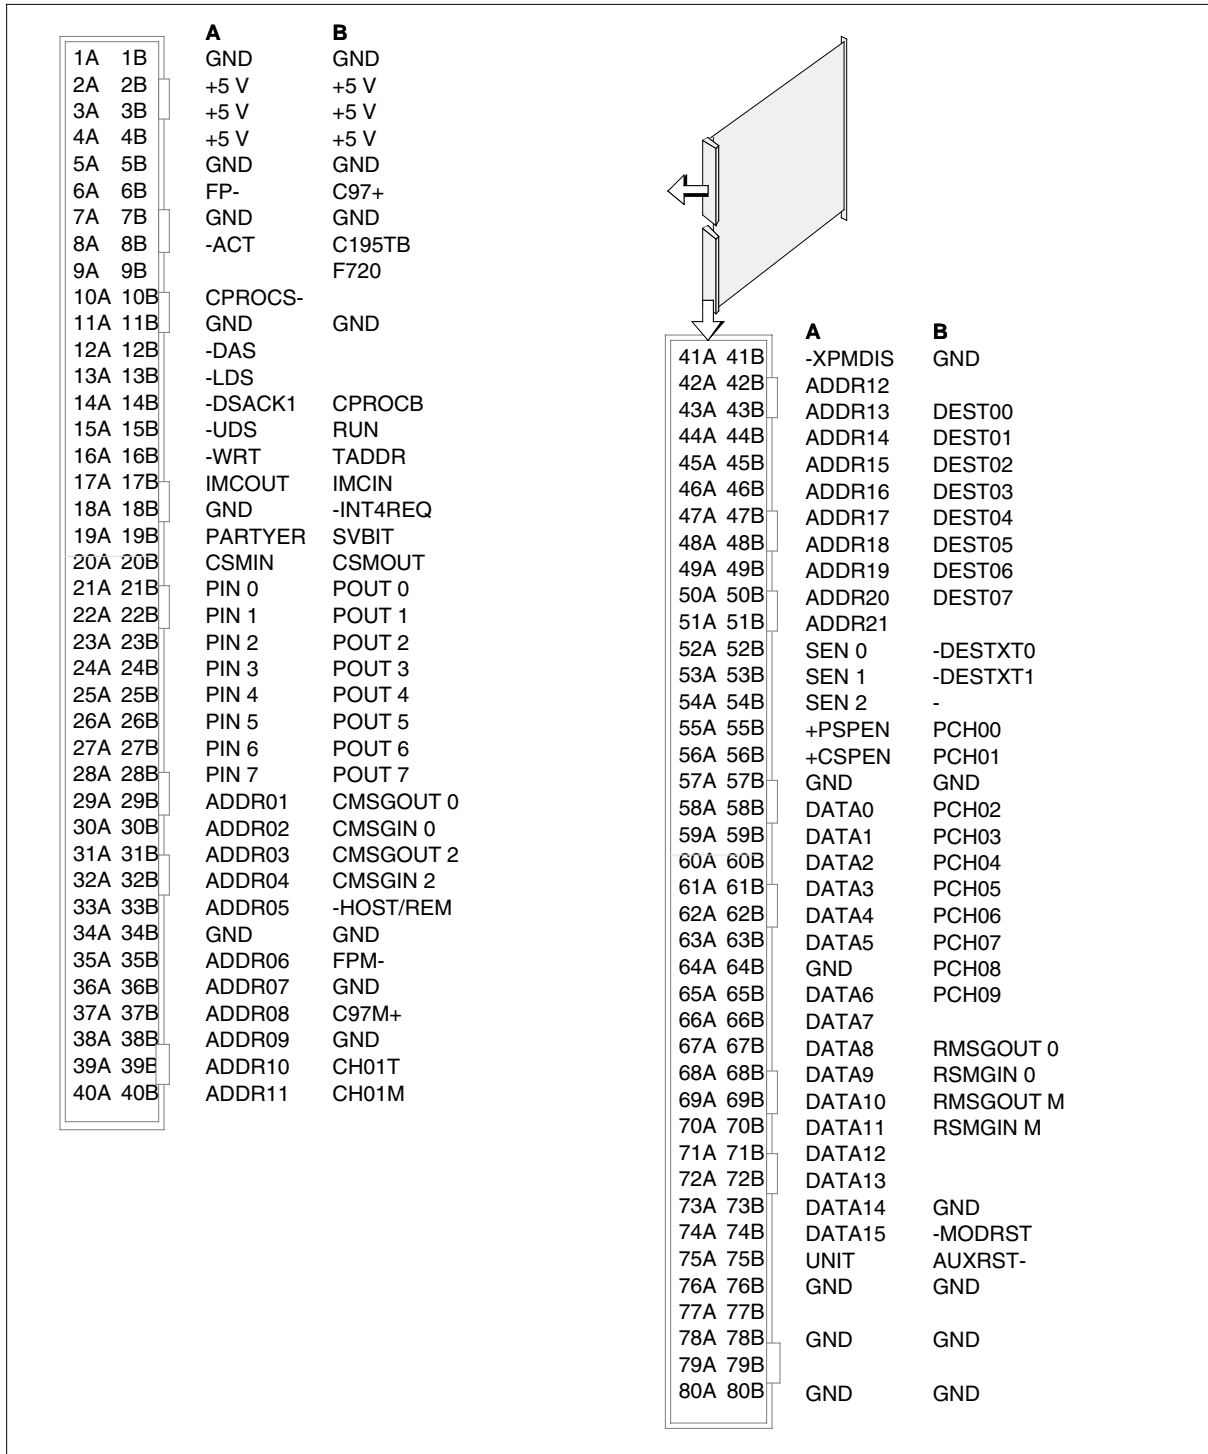 A B
1A 1B GND GND
2A 2B +5 V +5 V
3A 3B +5 V +5 V
4A 4B +5 V +5 V
5A 5B GND GND
6A 6B FP- C97+
7A 7B GND GND
8A 8B -ACT C195TB
9A 9B F720
10A 10B CPROCS-
11A 11B GND GND
12A 12B -DAS
13A 13B -LDS
14A 14B -DSACK1 CPROCB
15A 15B -UDS RUN
16A 16B -WRT TADDR
17A 17B IMCOUT IMCIN
18A 18B GND -INT4REQ
19A 19B PARTYER SVBIT
20A 20B CSMIN CSMOUT
21A 21B PIN 0 POUT 0
22A 22B PIN 1 POUT 1
23A 23B PIN 2 POUT 2
24A 24B PIN 3 POUT 3
25A 25B PIN 4 POUT 4
26A 26B PIN 5 POUT 5
27A 27B PIN 6 POUT 6
28A 28B PIN 7 POUT 7
29A 29B ADDR01 CMSGOUT 0
30A 30B ADDR02 CMSGIN 0
31A 31B ADDR03 CMSGOUT 2
32A 32B ADDR04 CMSGIN 2
33A 33B ADDR05 -HOST/REM
34A 34B GND GND
35A 35B ADDR06 FPM-
36A 36B ADDR07 GND
37A 37B ADDR08 C97M+
38A 38B ADDR09 GND
39A 39B ADDR10 CH01T
40A 40B ADDR11 CH01M
A B
41A 41B -XPMDIS GND
42A 42B ADDR12
43A 43B ADDR13 DEST00
44A 44B ADDR14 DEST01
45A 45B ADDR15 DEST02
46A 46B ADDR16 DEST03
47A 47B ADDR17 DEST04
48A 48B ADDR18 DEST05
49A 49B ADDR19 DEST06
50A 50B ADDR20 DEST07
51A 51B ADDR21
52A 52B SEN 0 -DESTXT0
53A 53B SEN 1 -DESTXT1
54A 54B SEN 2 -
55A 55B +PSPEN PCH00
56A 56B +CSPEN PCH01
57A 57B GND GND
58A 58B DATA0 PCH02
59A 59B DATA1 PCH03
60A 60B DATA2 PCH04
61A 61B DATA3 PCH05
62A 62B DATA4 PCH06
63A 63B DATA5 PCH07
64A 64B GND PCH08
65A 65B DATA6 PCH09
66A 66B DATA7
67A 67B DATA8 RMSGOUT 0
68A 68B DATA9 RSMGIN 0
69A 69B DATA10 RMSGOUT M
70A 70B DATA11 RSMGIN M
71A 71B DATA12
72A 72B DATA13
73A 73B DATA14 GND
74A 74B DATA15 -MODRST
75A 75B UNIT AUXRST-
76A 76B GND GND
77A 77B
78A 78B GND GND
79A 79B
80A 80B GND GND